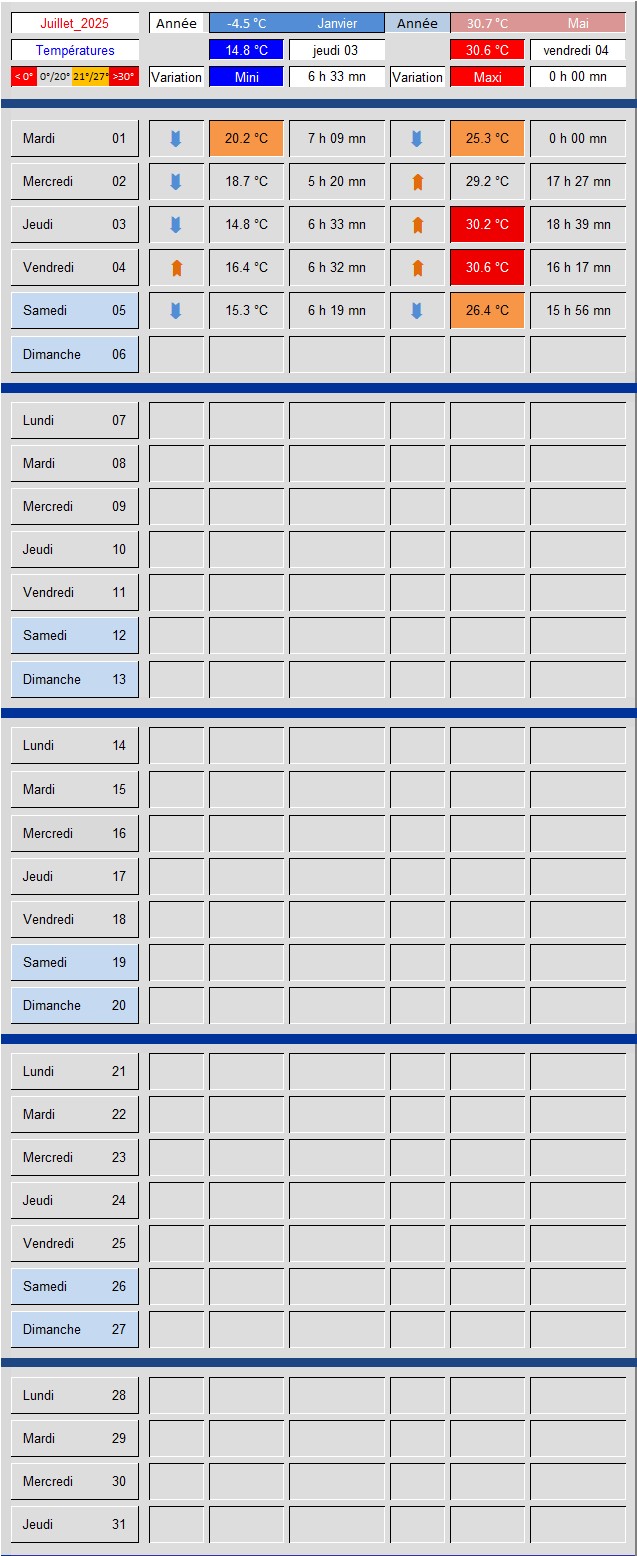 Juillet_2025 Année -4.5 °C Janvier Année 30.7 °C Mai
Températures 14.8 °C jeudi 03 30.6 °C vendredi 04
< 0° 0°/20° 21°/27° >30° Variation Mini 6 h 33 mn Variation Maxi 0 h 00 mn
Mardi 01 20.2 °C 7 h 09 mn 25.3 °C 0 h 00 mn
Mercredi 02 18.7 °C 5 h 20 mn 29.2 °C 17 h 27 mn
Jeudi 03 14.8 °C 6 h 33 mn 30.2 °C 18 h 39 mn
Vendredi 04 16.4 °C 6 h 32 mn 30.6 °C 16 h 17 mn
Samedi 05 15.3 °C 6 h 19 mn 26.4 °C 15 h 56 mn
Dimanche 06
Lundi 07
Mardi 08
Mercredi 09
Jeudi 10
Vendredi 11
Samedi 12
Dimanche 13
Lundi 14
Mardi 15
Mercredi 16
Jeudi 17
Vendredi 18
Samedi 19
Dimanche 20
Lundi 21
Mardi 22
Mercredi 23
Jeudi 24
Vendredi 25
Samedi 26
Dimanche 27
Lundi 28
Mardi 29
Mercredi 30
Jeudi 31